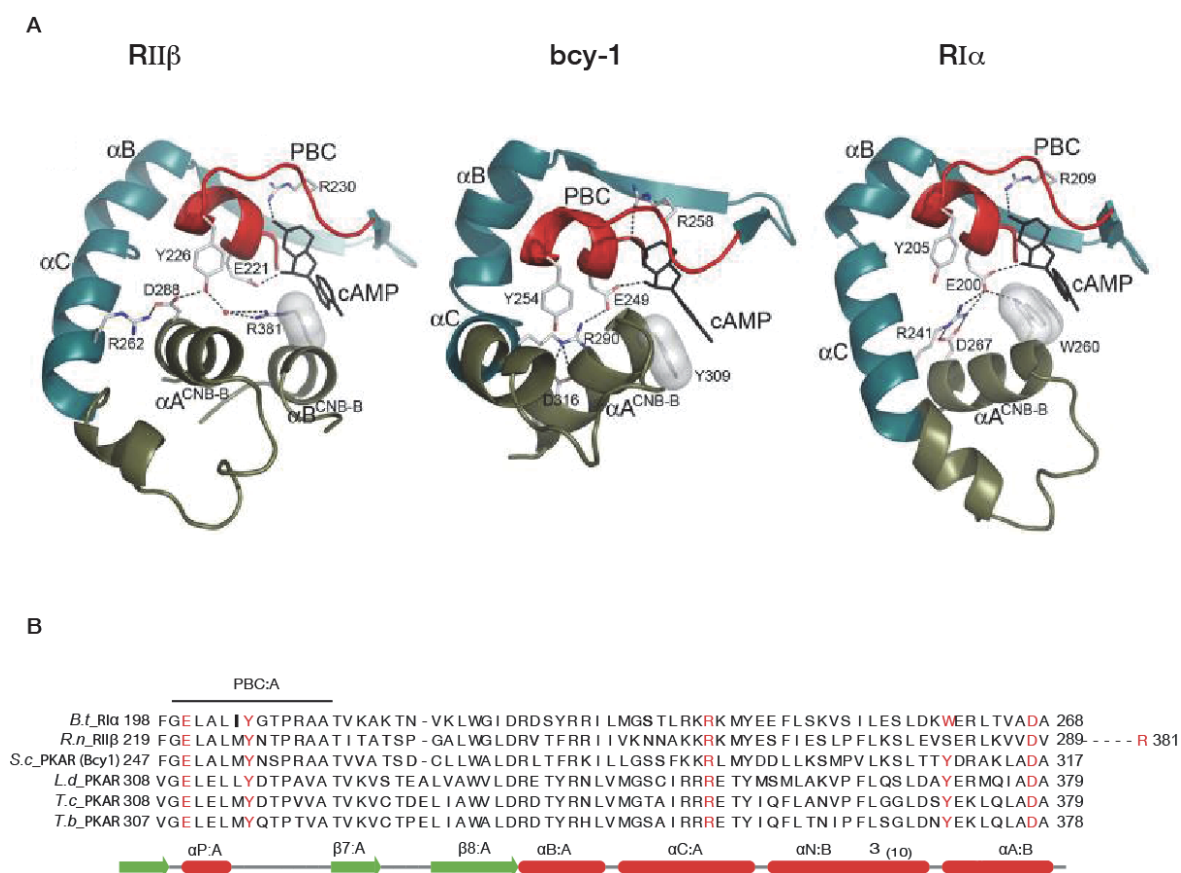 A
RIIβ
bcy-1
RIα
αB
PBC
R230
αC
Y226
E221
D288
cAMP
R262
R381
αA CNB-B
αB CNB-B
αB
PBC
R258
Y254
E249
cAMP
αC
R290
Y309
D316
αA CNB-B
αB
PBC
R209
Y205
E200
cAMP
αC
R241
D267
W260
αA CNB-B
B
PBC:A
B.t_RIα 198 FGELALIYGTPRAATVKAKTN-VKLWGIDRDSYRRILMGSTLRKRKMYEEFLSKVSILESLDKWERLTVADA 268
R.n_RIIβ 219 FGELALMYNTPRAATITATSP-GALWGLDRVTFRRIIVKNNAKKRKMYESFIESLPFLKSLEVSERLKVVDV 289-----R 381
S.c_PKAR (Bcy1) 247 FGELALMYNSPRAATVVATSD-CLLWALDRLTFRKILLGSSFKKRLMYDDLLKSMPVLKSLTTYDRAKLADA 317
L.d_PKAR 308 VGELELLYDTPVVATVKVSTEELIAWVLDRETYRNLVMGSCIRRRETYMSMLAKVPFLQSLDAYERMQIADA 379
T.c_PKAR 308 VGELELMYDTPVVATVKVCTDELIAWVLDRDTYRNLVMGTAIRRRETYIQFLANVPFLGGLDSYEKLQLADA 379
T.b_PKAR 307 VGELELMYQTPTVATVKVCTPELIAWALDRDTYRHLVMGSAIRRRETYIQFLTNIPFLSGLDNYEKLQLADA 378
αP:A β7:A β8:A αB:A αC:A αN:B 3 (10) αA:B